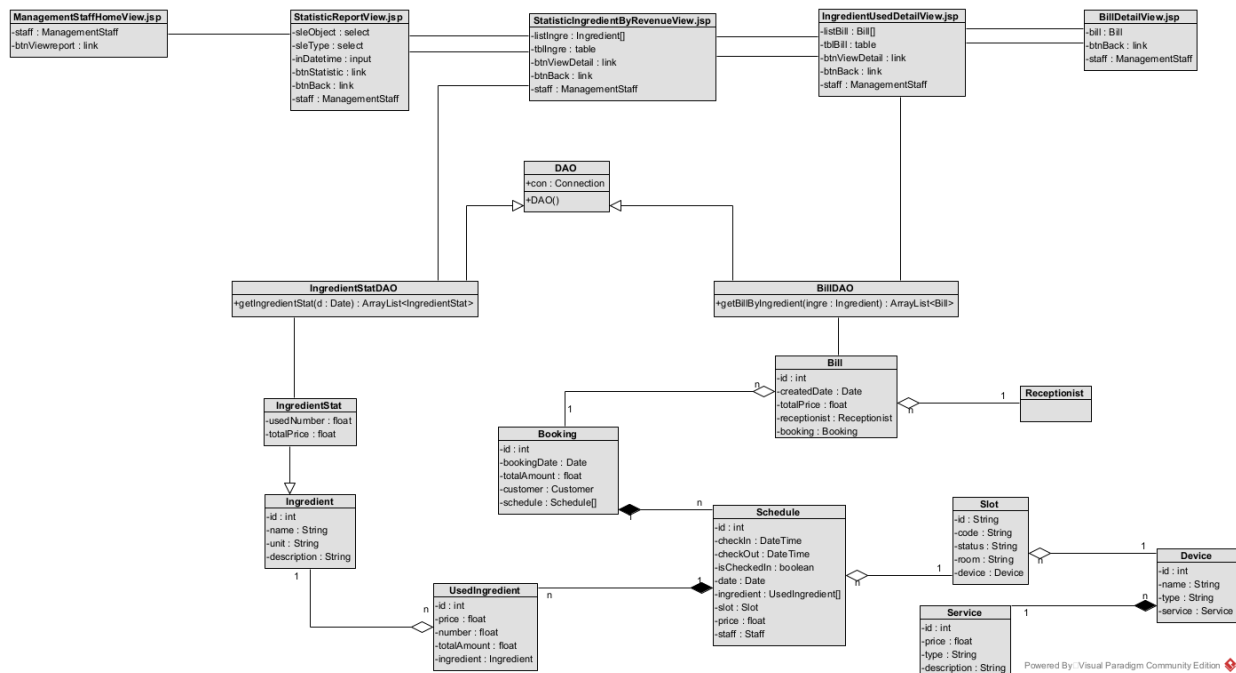 ManagementStaffHomeView.jsp
-staff : ManagementStaff
-btnViewreport : link
StatisticReportView.jsp
-sleObject : select
-sleType : select
-inDatetime : input
-btnStatistic : link
-btnBack : link
-staff : ManagementStaff
StatisticIngredientByRevenueView.jsp
-listIngre : Ingredient[]
-tblIngre : table
-btnViewDetail : link
-btnBack : link
-staff : ManagementStaff
IngredientUsedDetailView.jsp
-listBill : Bill[]
-tblBill : table
-btnViewDetail : link
-btnBack : link
-staff : ManagementStaff
BillDetailView.jsp
-bill : Bill
-btnBack : link
-staff : ManagementStaff
DAO
+con : Connection
+DAO()
IngredientStatDAO
+getIngredientStat(d : Date) : ArrayList<IngredientStat>
BillDAO
+getBillByIngredient(ingre : Ingredient) : ArrayList<Bill>
Bill
-id : int
-createdDate : Date
-totalPrice : float
-receptionist : Receptionist
-booking : Booking
n
1
n
1
Receptionist
IngredientStat
-usedNumber : float
-totalPrice : float
Booking
-id : int
-bookingDate : Date
-totalAmount : float
-customer : Customer
-schedule : Schedule[]
1
n
Ingredient
-id : int
-name : String
-unit : String
-description : String
1
n
Schedule
-id : int
-checkIn : DateTime
-checkOut : DateTime
-isCheckedIn : boolean
-date : Date
-ingredient : UsedIngredient[]
-slot : Slot
-price : float
-staff : Staff
1
n
n
1
Slot
-id : String
-code : String
-status : String
-room : String
-device : Device
n
1
Device
-id : int
-name : String
-type : String
-service : Service
n
1
UsedIngredient
-id : int
-price : float
-number : float
-totalAmount : float
-ingredient : Ingredient
Service
-id : int
-price : float
-type : String
-description : String
Powered By Visual Paradigm Community Edition